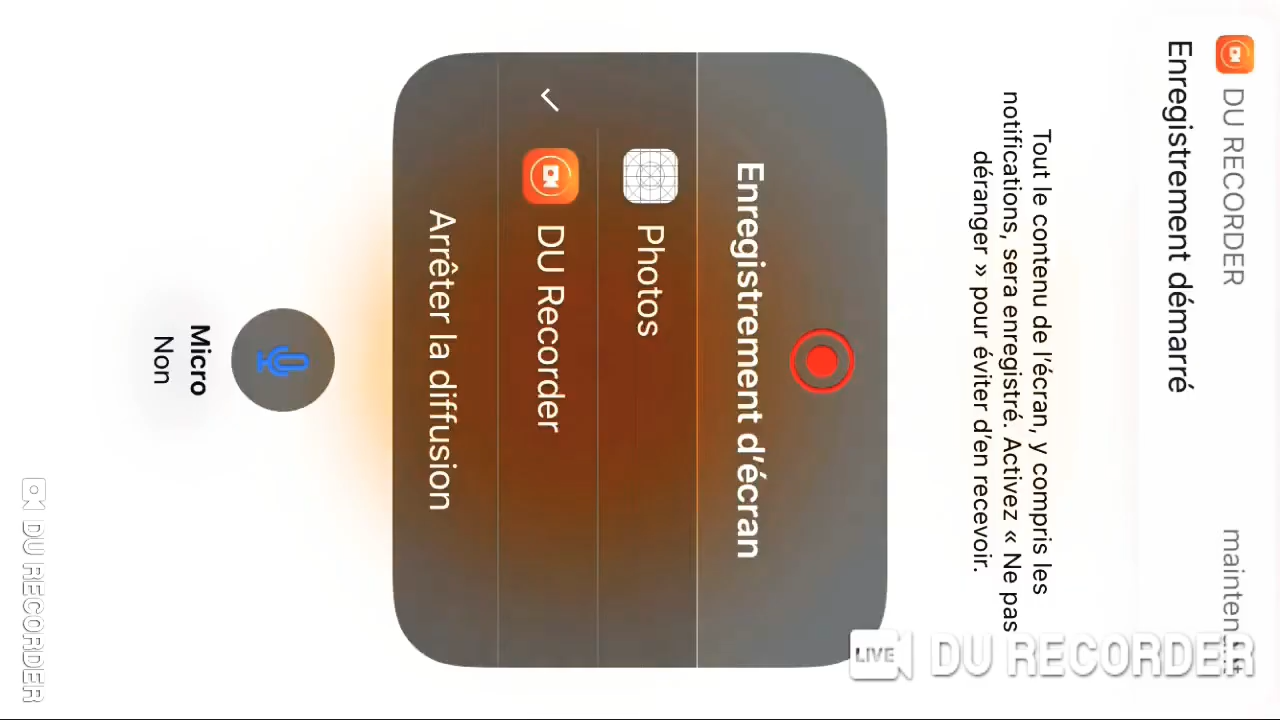 DU RECORDER
Enregistrement démarré
Tout le contenu de l'écran, y compris les
notifications, sera enregistré. Activez « Ne pas
déranger » pour éviter d'en recevoir.
Enregistrement d'écran
Photos
DU Recorder
Arrêter la diffusion
Micro
Non
LIVE DU RECORDER
DU RECORDER